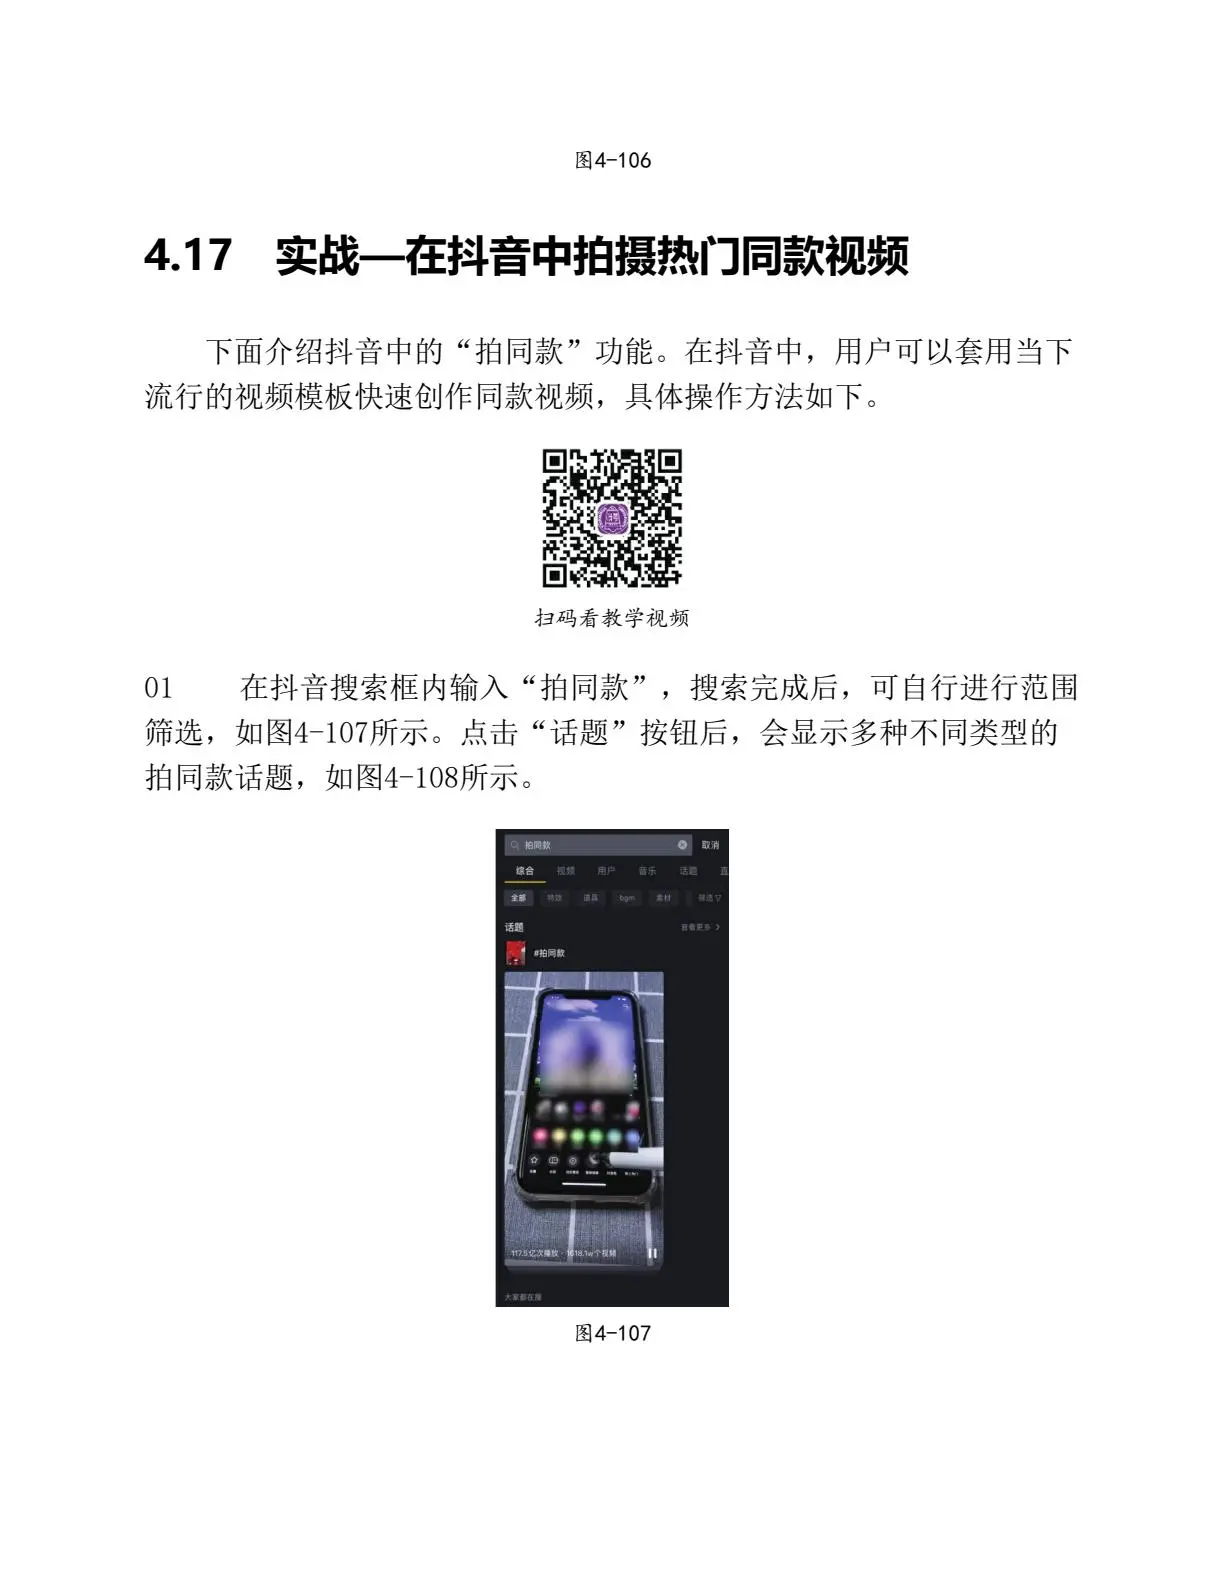 图4-106
4.17 实战—在抖音中拍摄热门同款视频
下面介绍抖音中的“拍同款”功能。在抖音中，用户可以套用当下
流行的视频模板快速创作同款视频，具体操作方法如下。
扫码看教学视频
01 在抖音搜索框内输入“拍同款”，搜索完成后，可自行进行范围
筛选，如图4-107所示。点击“话题”按钮后，会显示多种不同类型的
拍同款话题，如图4-108所示。
拍同款 取消
综合 视频 用户 音乐 话题 直
全部 特效 道具 bgm 素材 筛选
话题 查看更多
#拍同款
117.5亿次播放 · 1618.1w个视频
大家都在搜
图4-107